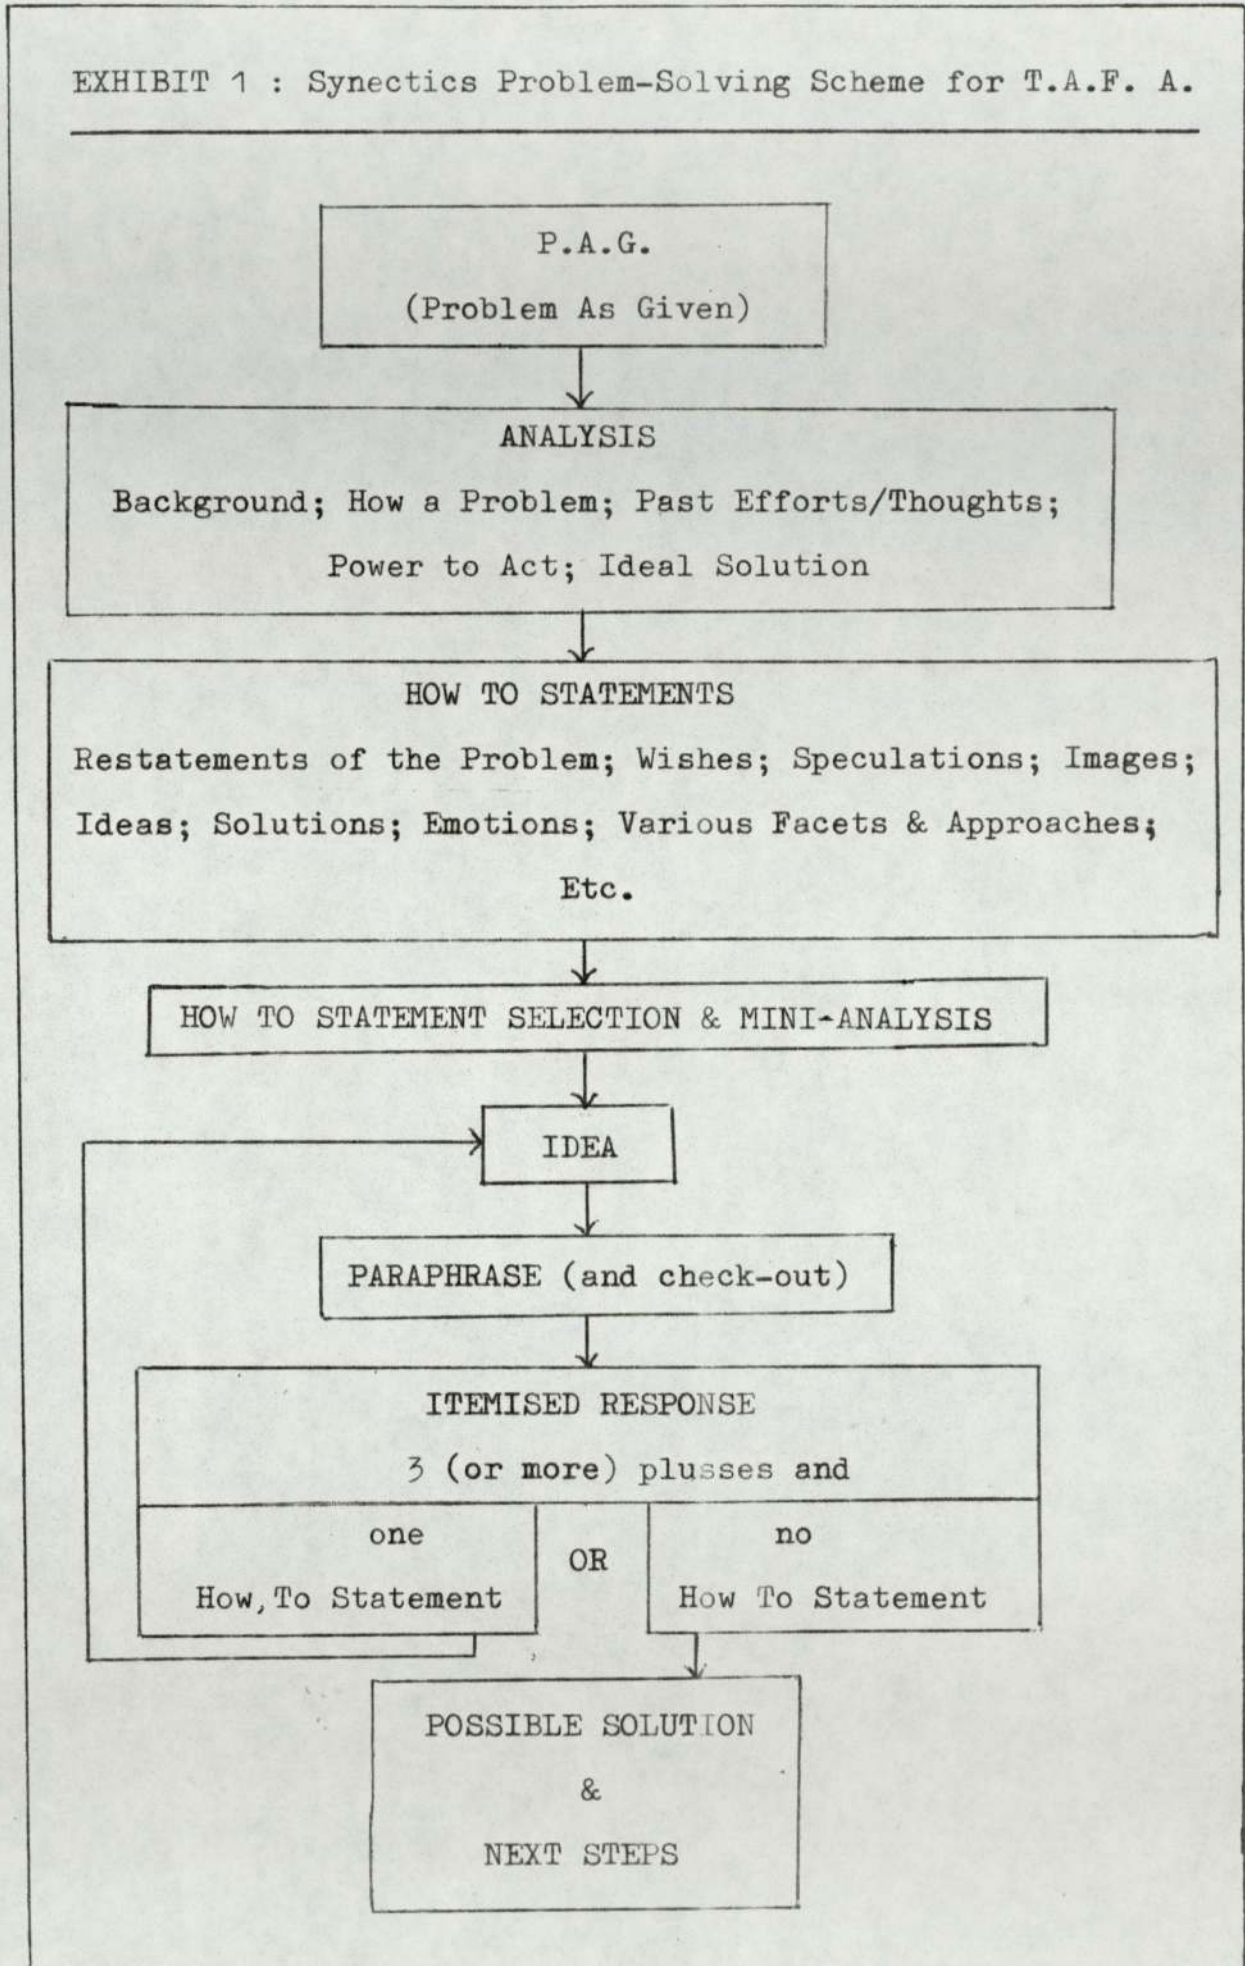 EXHIBIT 1 : Synectics Problem-Solving Scheme for T.A.F. A.
P.A.G.
(Problem As Given)
ANALYSIS
Background; How a Problem; Past Efforts/Thoughts;
Power to Act; Ideal Solution
HOW TO STATEMENTS
Restatements of the Problem; Wishes; Speculations; Images;
Ideas; Solutions; Emotions; Various Facets & Approaches;
Etc.
HOW TO STATEMENT SELECTION & MINI-ANALYSIS
IDEA
PARAPHRASE (and check-out)
ITEMISED RESPONSE
3 (or more) plusses and
one
How, To Statement
OR
no
How To Statement
POSSIBLE SOLUTION
&
NEXT STEPS